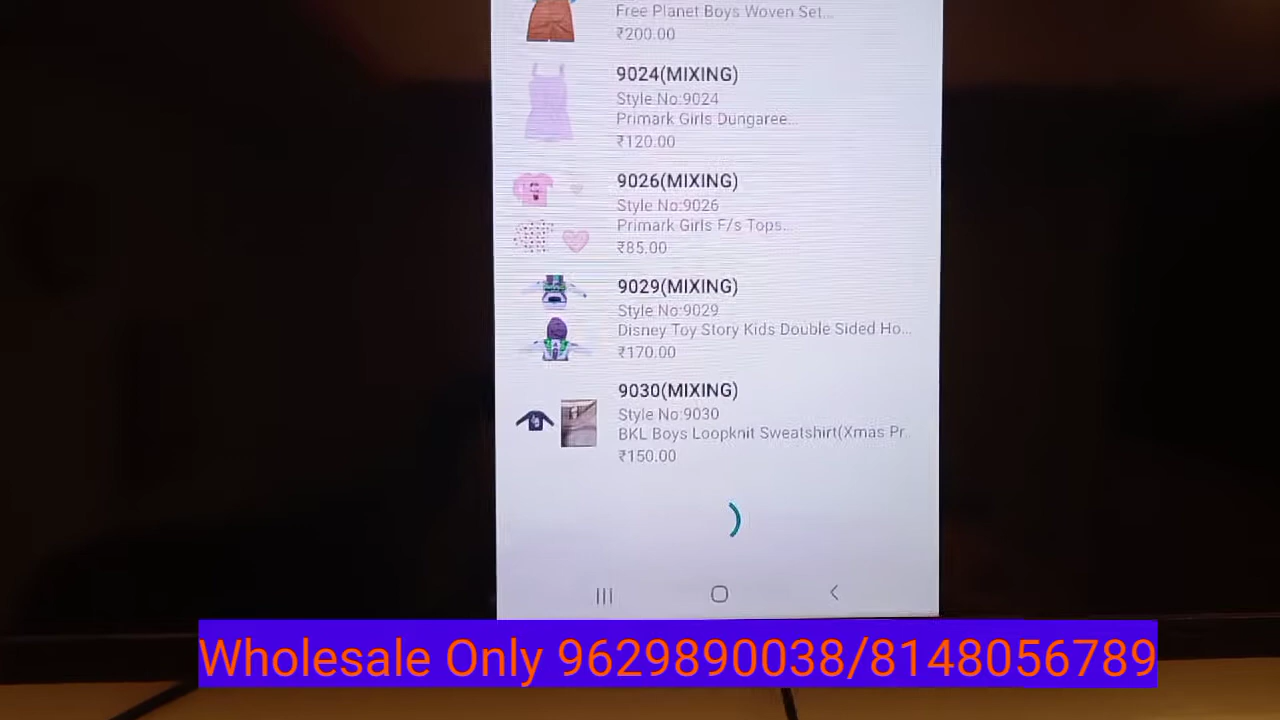 Free Planet Boys Woven Set...
₹200.00
9024(MIXING)
Style No:9024
Primark Girls Dungaree...
₹120.00
9026(MIXING)
Style No:9026
Primark Girls F/s Tops...
₹85.00
9029(MIXING)
Style No:9029
Disney Toy Story Kids Double Sided Ho...
₹170.00
9030(MIXING)
Style No:9030
BKL Boys Loopknit Sweatshirt(Xmas Pr
₹150.00
Wholesale Only 9629890038/8148056789